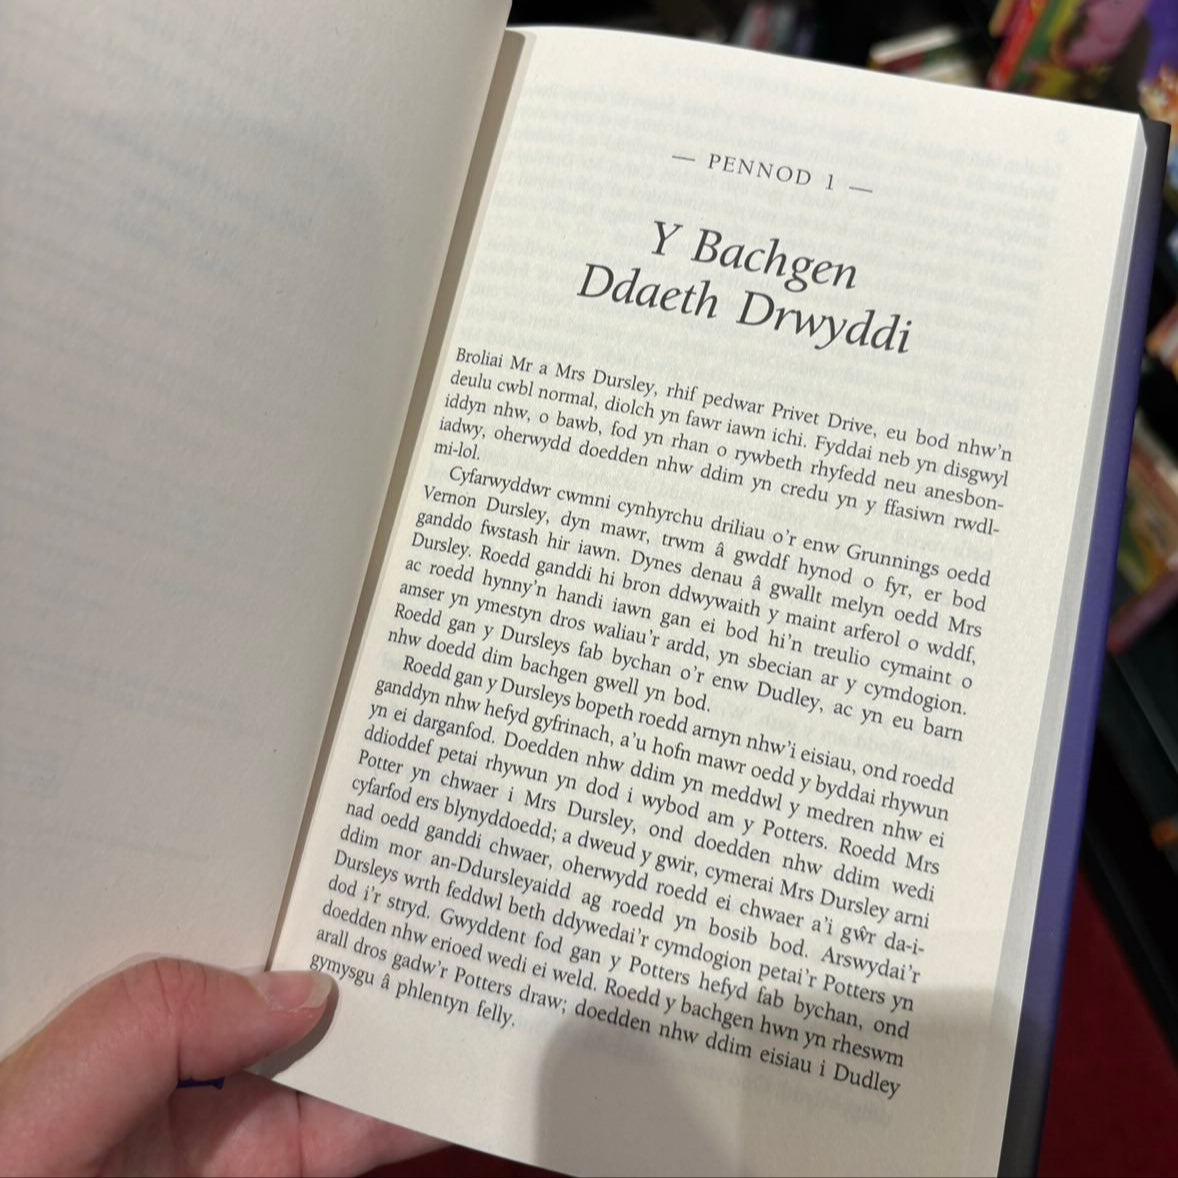 — PENNOD 1 —
Y Bachgen
Ddaeth Drwyddi
Broliai Mr a Mrs Dursley, rhif pedwar Privet Drive, eu bod nhw'n
deulu cwbl normal, diolch yn fawr iawn ichi. Fyddai neb yn disgwyl
iddyn nhw, o bawb, fod yn rhan o rywbeth rhyfedd neu anesbon-
iadwy, oherwydd doedden nhw ddim yn credu yn y ffasiwn rwdl-
mi-lol.
Cyfarwyddwr cwmni cynhyrchu driliau o'r enw Grunnings oedd
Vernon Dursley, dyn mawr, trwm â gwddf hynod o fyr, er bod
ganddo fwstash hir iawn. Dynes denau â gwallt melyn oedd Mrs
Dursley. Roedd ganddi hi bron ddwywaith y maint arferol o wddf,
ac roedd hynny'n handi iawn gan ei bod hi'n treulio cymaint o
amser yn ymestyn dros waliau'r ardd, yn sbecian ar y cymdogion.
Roedd gan y Dursleys fab bychan o'r enw Dudley, ac yn eu barn
nhw doedd dim bachgen gwell yn bod.
Roedd gan y Dursleys bopeth roedd arnyn nhw'i eisiau, ond roedd
ganddyn nhw hefyd gyfrinach, a'u hofn mawr oedd y byddai rhywun
yn ei darganfod. Doedden nhw ddim yn meddwl y medren nhw ei
ddioddef petai rhywun yn dod i wybod am y Potters. Roedd Mrs
Potter yn chwaer i Mrs Dursley, ond doedden nhw ddim wedi
cyfarfod ers blynyddoedd; a dweud y gwir, cymerai Mrs Dursley arni
nad oedd ganddi chwaer, oherwydd roedd ei chwaer a'i gŵr da-i-
ddim mor an-Ddursleyaidd ag roedd yn bosib bod. Arswydai'r
Dursleys wrth feddwl beth ddywedai'r cymdogion petai'r Potters yn
dod i'r stryd. Gwyddent fod gan y Potters hefyd fab bychan, ond
doedden nhw erioed wedi ei weld. Roedd y bachgen hwn yn rheswm
arall dros gadw'r Potters draw; doedden nhw ddim eisiau i Dudley
gymysgu â phlentyn felly.